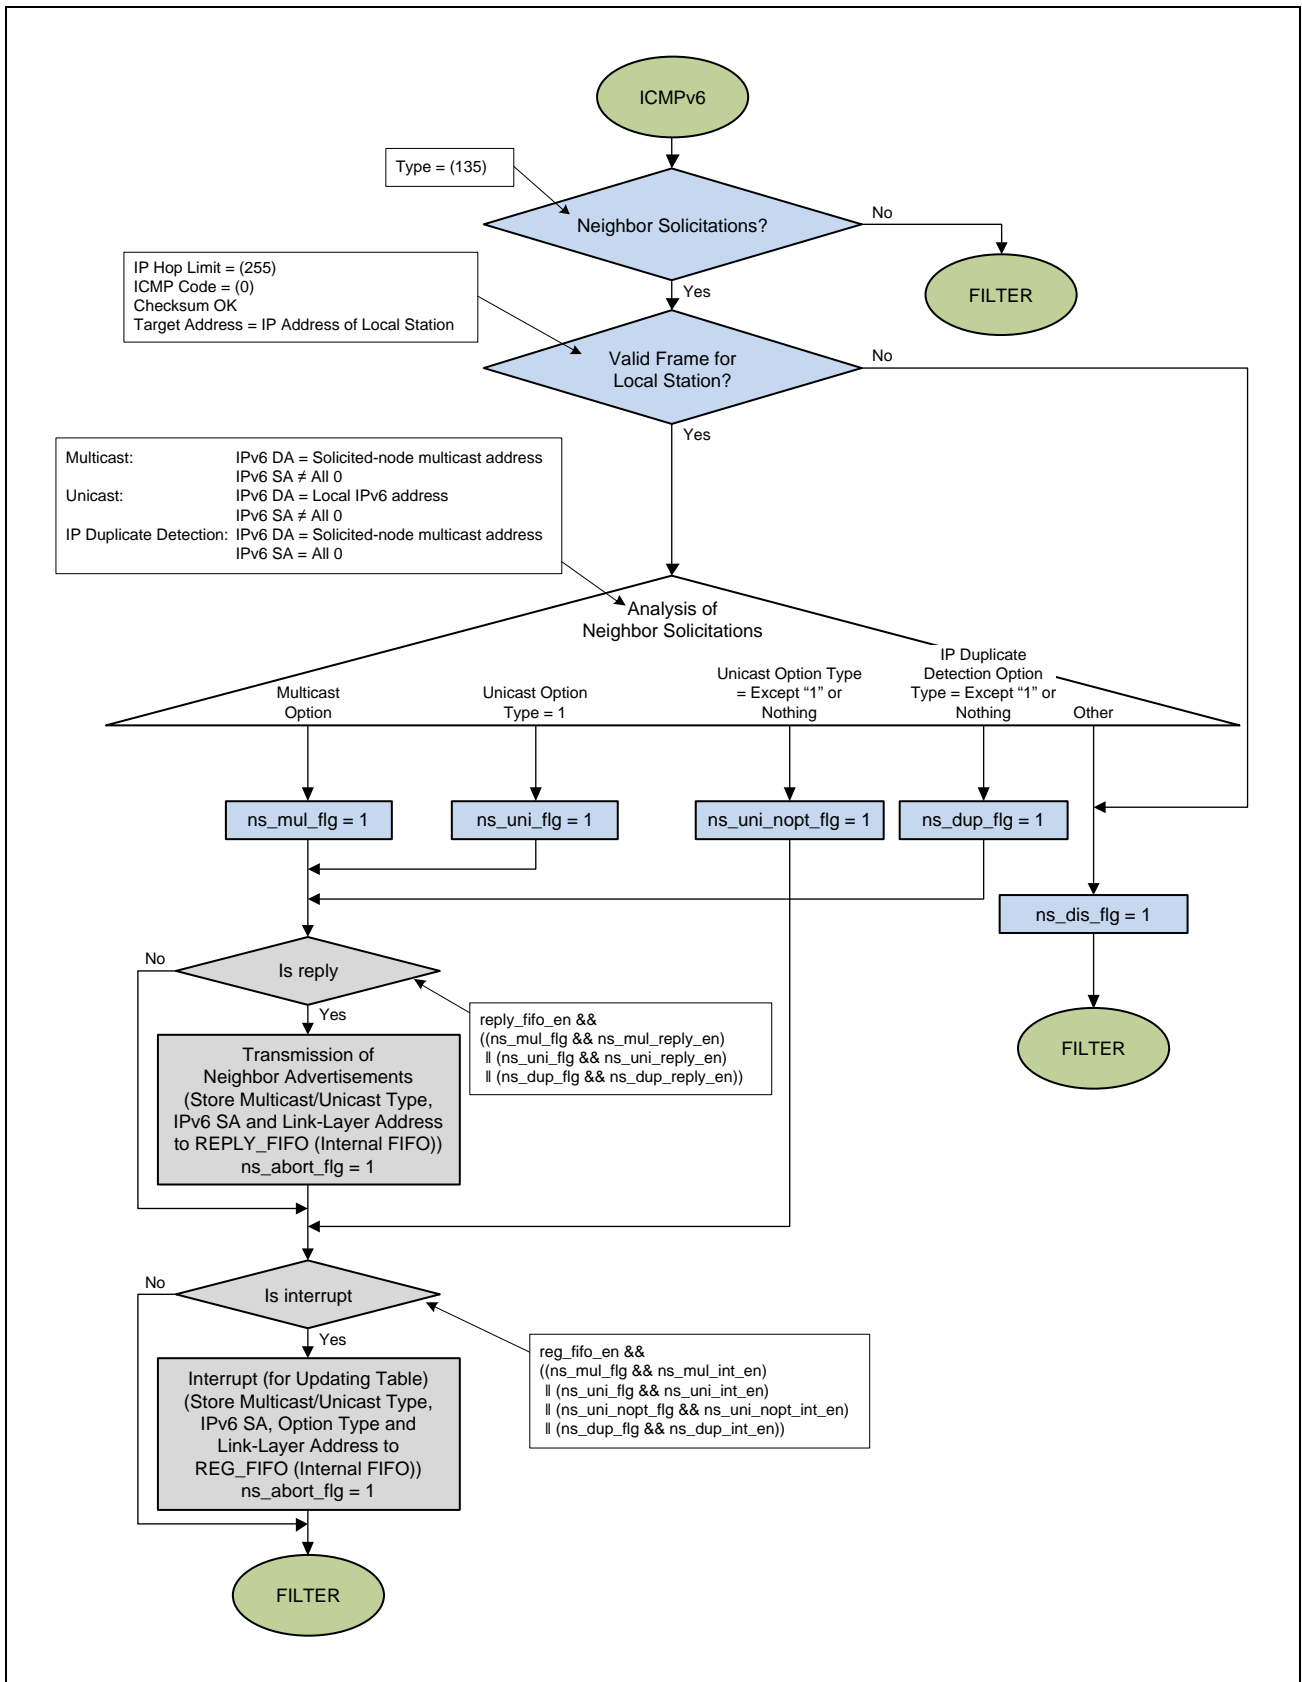 ICMPv6
Type = (135)
Neighbor Solicitations?
No
FILTER
Yes
IP Hop Limit = (255)
ICMP Code = (0)
Checksum OK
Target Address = IP Address of Local Station
Valid Frame for
Local Station?
No
Yes
Multicast: IPv6 DA = Solicited-node multicast address
IPv6 SA ≠ All 0
Unicast: IPv6 DA = Local IPv6 address
IPv6 SA ≠ All 0
IP Duplicate Detection: IPv6 DA = Solicited-node multicast address
IPv6 SA = All 0
Analysis of
Neighbor Solicitations
Multicast
Option
Unicast Option
Type = 1
Unicast Option Type
= Except “1” or
Nothing
IP Duplicate
Detection Option
Type = Except “1” or
Nothing
Other
ns_mul_flg = 1
ns_uni_flg = 1
ns_uni_nopt_flg = 1
ns_dup_flg = 1
ns_dis_flg = 1
FILTER
Is reply
No
Yes
reply_fifo_en &&
((ns_mul_flg && ns_mul_reply_en)
|| (ns_uni_flg && ns_uni_reply_en)
|| (ns_dup_flg && ns_dup_reply_en))
Transmission of
Neighbor Advertisements
(Store Multicast/Unicast Type,
IPv6 SA and Link-Layer Address
to REPLY_FIFO (Internal FIFO))
ns_abort_flg = 1
Is interrupt
No
Yes
reg_fifo_en &&
((ns_mul_flg && ns_mul_int_en)
|| (ns_uni_flg && ns_uni_int_en)
|| (ns_uni_nopt_flg && ns_uni_nopt_int_en)
|| (ns_dup_flg && ns_dup_int_en))
Interrupt (for Updating Table)
(Store Multicast/Unicast Type,
IPv6 SA, Option Type and
Link-Layer Address to
REG_FIFO (Internal FIFO))
ns_abort_flg = 1
FILTER